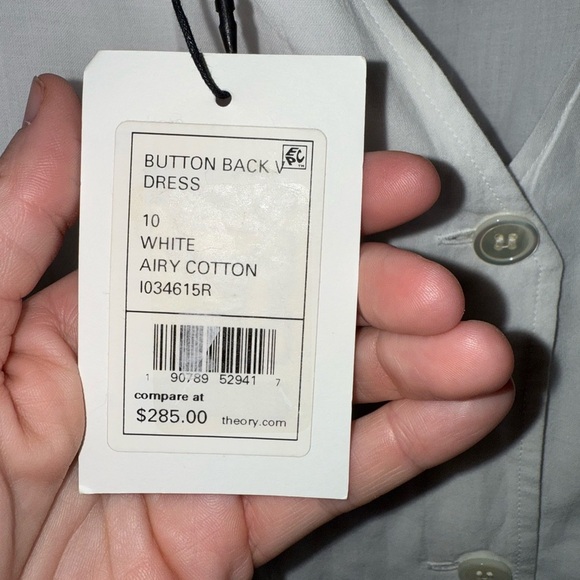 BUTTON BACK V
DRESS
10
WHITE
AIRY COTTON
I034615R
1 90789 52941 7
compare at
$285.00 theory.com